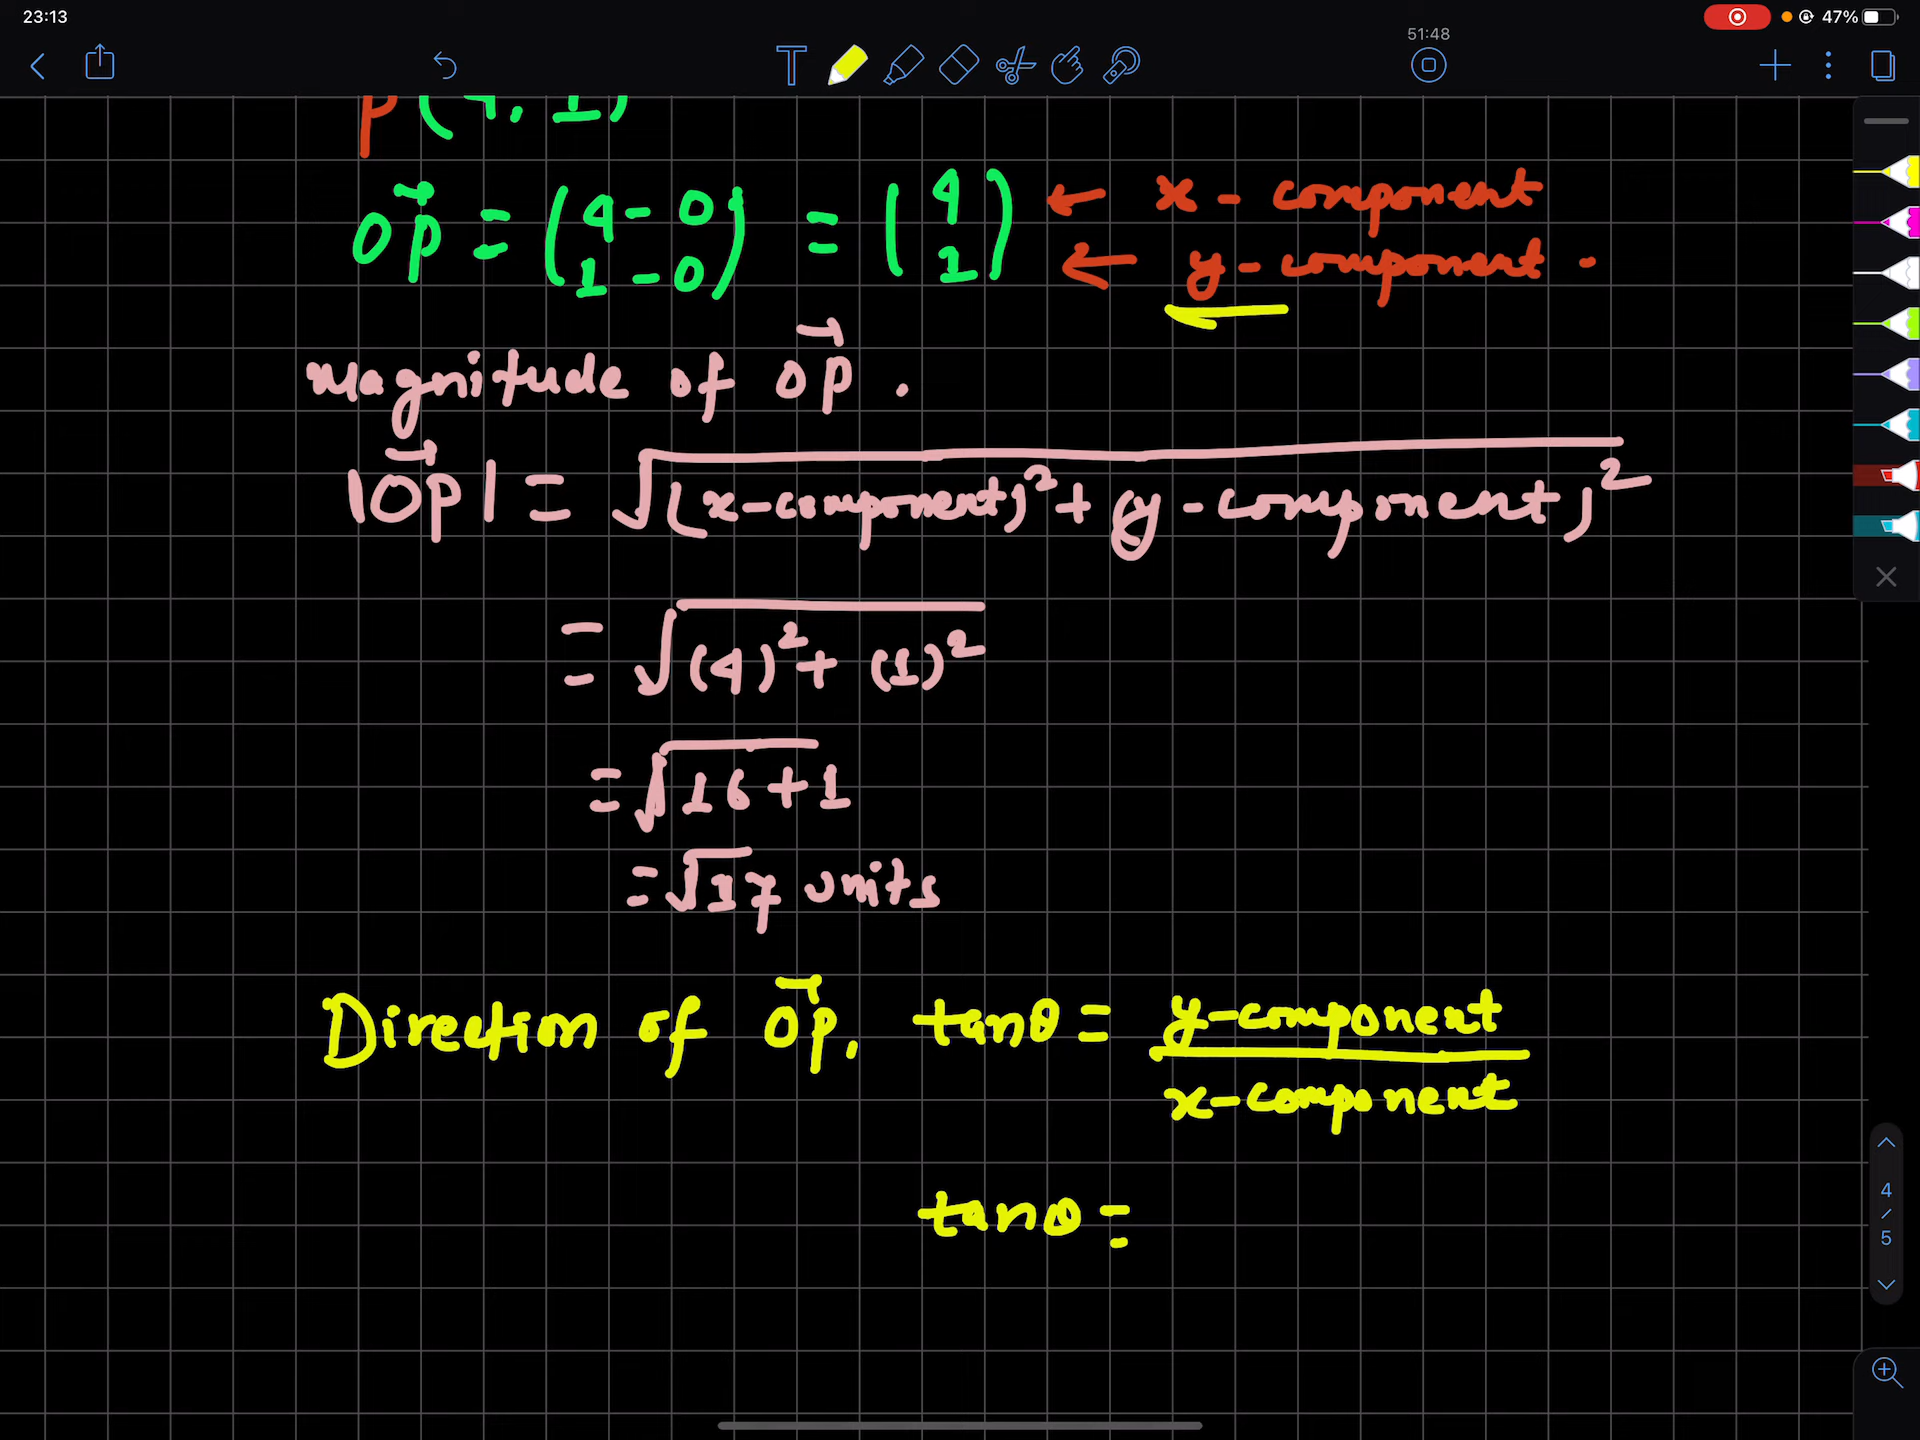 23:13
47%
51:48
P (4, 1)
OP = (4-0 1-0) = (4 1) ← x - component
← y - component .
Magnitude of OP .
|OP| = √(x-component)² + (y-component)²
= √(4)² + (1)²
= √16+1
= √17 units
Direction of OP, tanθ = y-component
x-component
tanθ =
4
/
5